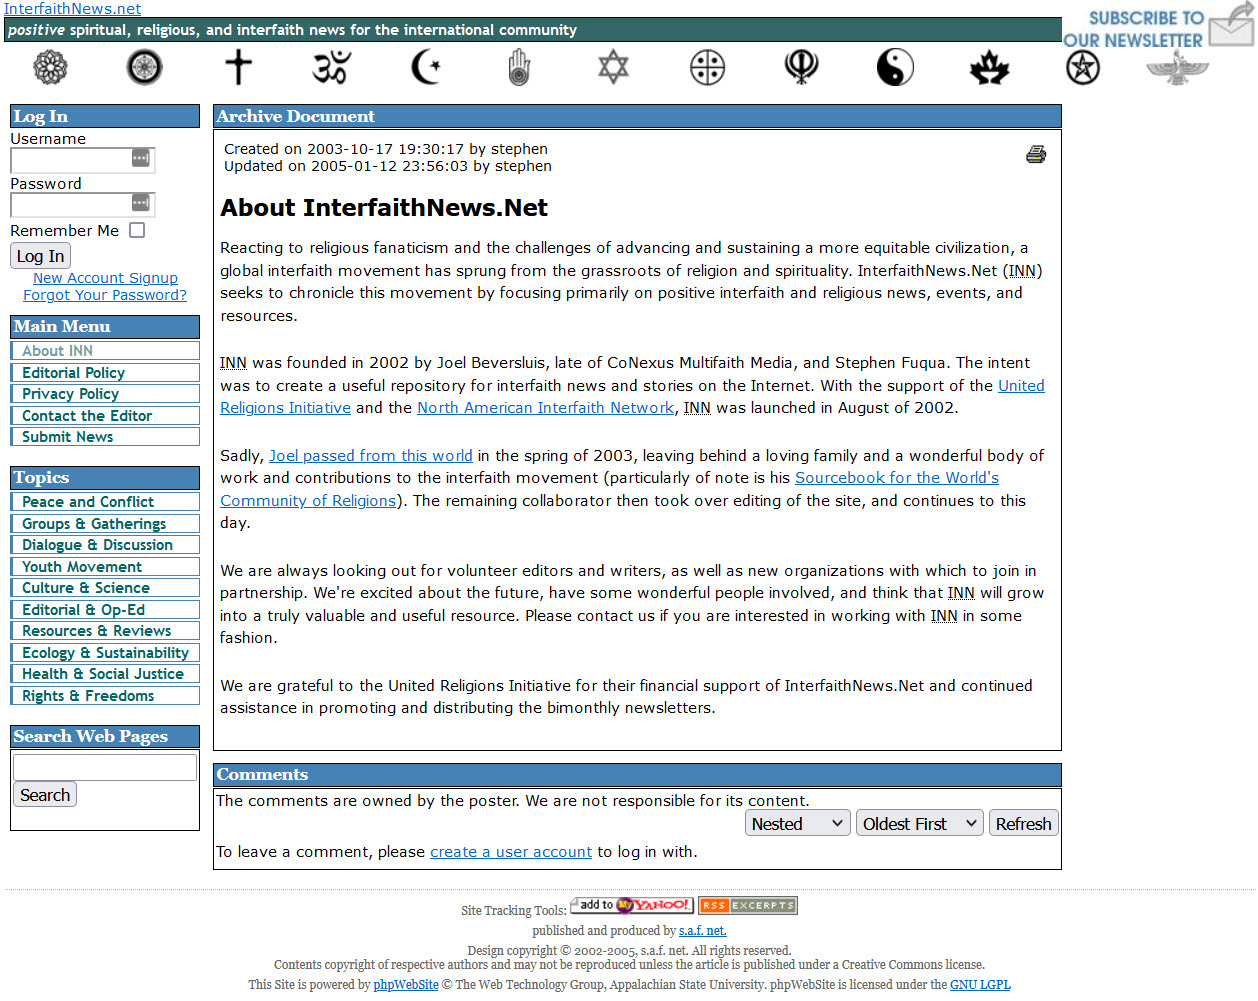 InterfaithNews.net
positive spiritual, religious, and interfaith news for the international community
SUBSCRIBE TO
OUR NEWSLETTER
Log In
Username
Password
Remember Me
Log In
New Account Signup
Forgot Your Password?
Main Menu
About INN
Editorial Policy
Privacy Policy
Contact the Editor
Submit News
Topics
Peace and Conflict
Groups & Gatherings
Dialogue & Discussion
Youth Movement
Culture & Science
Editorial & Op-Ed
Resources & Reviews
Ecology & Sustainability
Health & Social Justice
Rights & Freedoms
Search Web Pages
Search
Archive Document
Created on 2003-10-17 19:30:17 by stephen
Updated on 2005-01-12 23:56:03 by stephen
About InterfaithNews.Net
Reacting to religious fanaticism and the challenges of advancing and sustaining a more equitable civilization, a
global interfaith movement has sprung from the grassroots of religion and spirituality. InterfaithNews.Net (INN)
seeks to chronicle this movement by focusing primarily on positive interfaith and religious news, events, and
resources.
INN was founded in 2002 by Joel Beversluis, late of CoNexus Multifaith Media, and Stephen Fuqua. The intent
was to create a useful repository for interfaith news and stories on the Internet. With the support of the United
Religions Initiative and the North American Interfaith Network, INN was launched in August of 2002.
Sadly, Joel passed from this world in the spring of 2003, leaving behind a loving family and a wonderful body of
work and contributions to the interfaith movement (particularly of note is his Sourcebook for the World's
Community of Religions). The remaining collaborator then took over editing of the site, and continues to this
day.
We are always looking out for volunteer editors and writers, as well as new organizations with which to join in
partnership. We're excited about the future, have some wonderful people involved, and think that INN will grow
into a truly valuable and useful resource. Please contact us if you are interested in working with INN in some
fashion.
We are grateful to the United Religions Initiative for their financial support of InterfaithNews.Net and continued
assistance in promoting and distributing the bimonthly newsletters.
Comments
The comments are owned by the poster. We are not responsible for its content.
Nested Oldest First Refresh
To leave a comment, please create a user account to log in with.
Site Tracking Tools: add to My YAHOO! RSS EXCERPTS
published and produced by s.a.f. net.
Design copyright © 2002-2005, s.a.f. net. All rights reserved.
Contents copyright of respective authors and may not be reproduced unless the article is published under a Creative Commons license.
This Site is powered by phpWebSite © The Web Technology Group, Appalachian State University. phpWebSite is licensed under the GNU LGPL